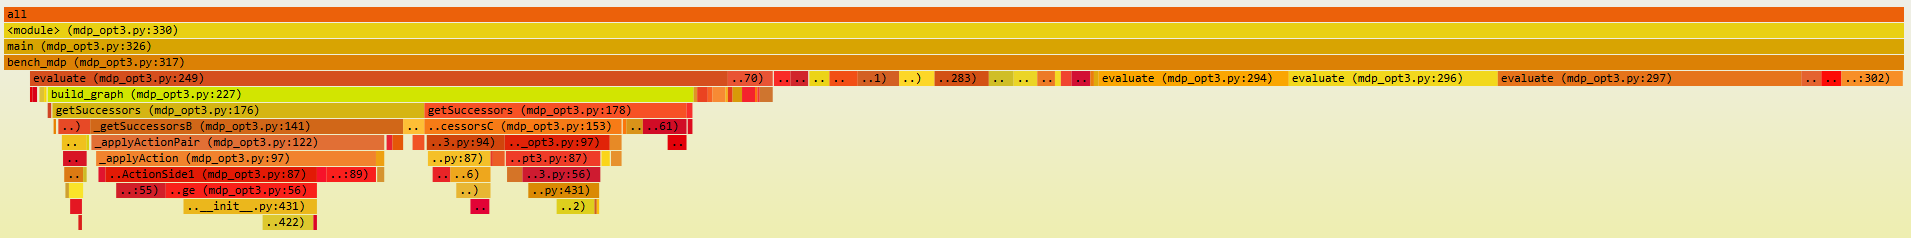 all
<module> (mdp_opt3.py:330)
main (mdp_opt3.py:326)
bench_mdp (mdp_opt3.py:317)
evaluate (mdp_opt3.py:249) ..70) .. .. .. .. ..1) ..) ..283) .. .. .. .. evaluate (mdp_opt3.py:294) evaluate (mdp_opt3.py:296) evaluate (mdp_opt3.py:297) .. .. ..:302)
build_graph (mdp_opt3.py:227)
getSuccessors (mdp_opt3.py:176) getSuccessors (mdp_opt3.py:178)
..) _getSuccessorsB (mdp_opt3.py:141) .. ..cessorsC (mdp_opt3.py:153) .. ..61)
.. _applyActionPair (mdp_opt3.py:122) ..3.py:94) .._opt3.py:97) ..
.. _applyAction (mdp_opt3.py:97) ..py:87) ..pt3.py:87)
.. ..ActionSide1 (mdp_opt3.py:87) ..:89) .. ..6) ..3.py:56)
..:55) ..ge (mdp_opt3.py:56) ..) ..py:431)
..__init__.py:431) .. ..2)
..422)